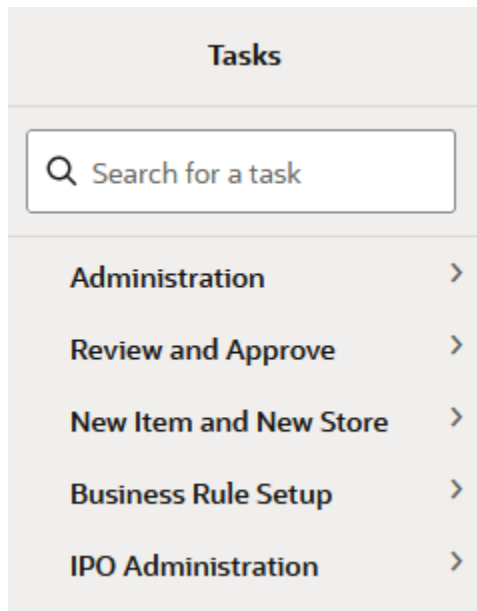 Tasks
Search for a task
Administration
Review and Approve
New Item and New Store
Business Rule Setup
IPO Administration